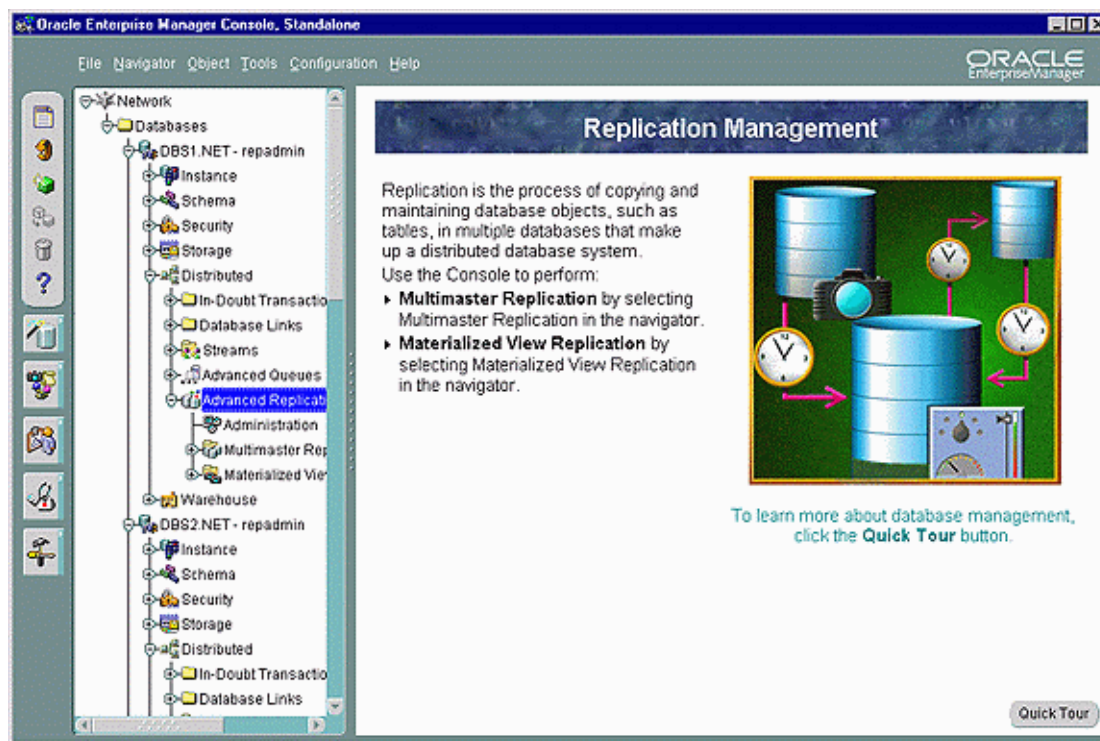 Oracle Enterprise Manager Console, Standalone
File Navigator Object Tools Configuration Help
ORACLE
EnterpriseManager
Network
Databases
DBS1.NET - repadmin
Instance
Schema
Security
Storage
Distributed
In-Doubt Transactio
Database Links
Streams
Advanced Queues
Advanced Replicati
Administration
Multimaster Rep
Materialized Vie
Warehouse
DBS2.NET - repadmin
Instance
Schema
Security
Storage
Distributed
In-Doubt Transactio
Database Links
Replication Management
Replication is the process of copying and
maintaining database objects, such as
tables, in multiple databases that make
up a distributed database system.
Use the Console to perform:
Multimaster Replication by selecting
Multimaster Replication in the navigator.
Materialized View Replication by
selecting Materialized View Replication
in the navigator.
To learn more about database management,
click the Quick Tour button.
Quick Tour